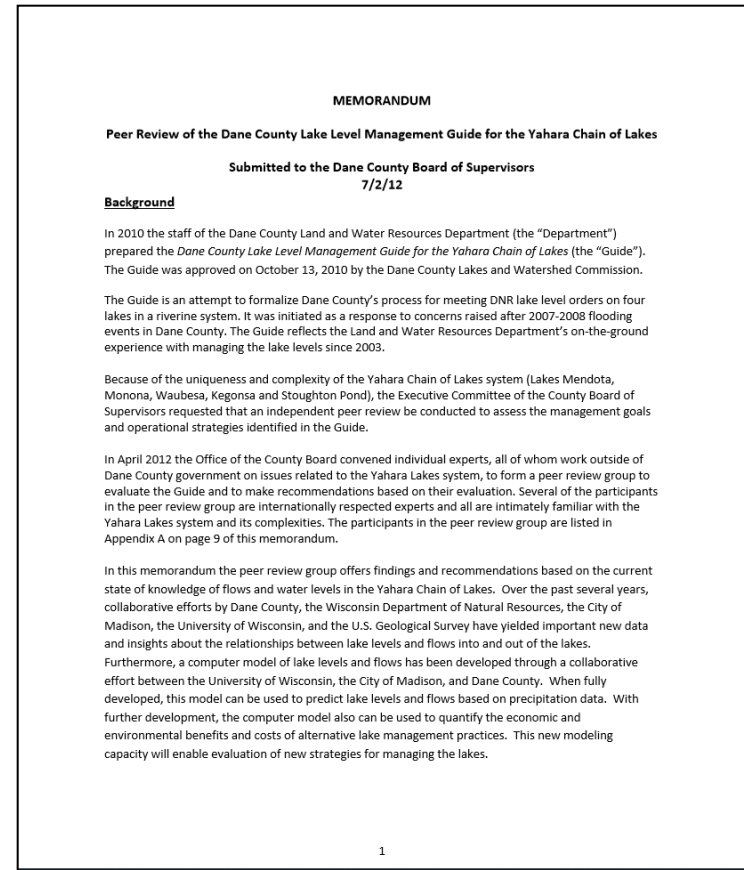 MEMORANDUM
Peer Review of the Dane County Lake Level Management Guide for the Yahara Chain of Lakes
Submitted to the Dane County Board of Supervisors
7/2/12
Background
In 2010 the staff of the Dane County Land and Water Resources Department (the “Department”)
prepared the Dane County Lake Level Management Guide for the Yahara Chain of Lakes (the “Guide”).
The Guide was approved on October 13, 2010 by the Dane County Lakes and Watershed Commission.
The Guide is an attempt to formalize Dane County’s process for meeting DNR lake level orders on four
lakes in a riverine system. It was initiated as a response to concerns raised after 2007-2008 flooding
events in Dane County. The Guide reflects the Land and Water Resources Department’s on-the-ground
experience with managing the lake levels since 2003.
Because of the uniqueness and complexity of the Yahara Chain of Lakes system (Lakes Mendota,
Monona, Waubesa, Kegonsa and Stoughton Pond), the Executive Committee of the County Board of
Supervisors requested that an independent peer review be conducted to assess the management goals
and operational strategies identified in the Guide.
In April 2012 the Office of the County Board convened individual experts, all of whom work outside of
Dane County government on issues related to the Yahara Lakes system, to form a peer review group to
evaluate the Guide and to make recommendations based on their evaluation. Several of the participants
in the peer review group are internationally respected experts and all are intimately familiar with the
Yahara Lakes system and its complexities. The participants in the peer review group are listed in
Appendix A on page 9 of this memorandum.
In this memorandum the peer review group offers findings and recommendations based on the current
state of knowledge of flows and water levels in the Yahara Chain of Lakes. Over the past several years,
collaborative efforts by Dane County, the Wisconsin Department of Natural Resources, the City of
Madison, the University of Wisconsin, and the U.S. Geological Survey have yielded important new data
and insights about the relationships between lake levels and flows into and out of the lakes.
Furthermore, a computer model of lake levels and flows has been developed through a collaborative
effort between the University of Wisconsin, the City of Madison, and Dane County. When fully
developed, this model can be used to predict lake levels and flows based on precipitation data. With
further development, the computer model also can be used to quantify the economic and
environmental benefits and costs of alternative lake management practices. This new modeling
capacity will enable evaluation of new strategies for managing the lakes.
1